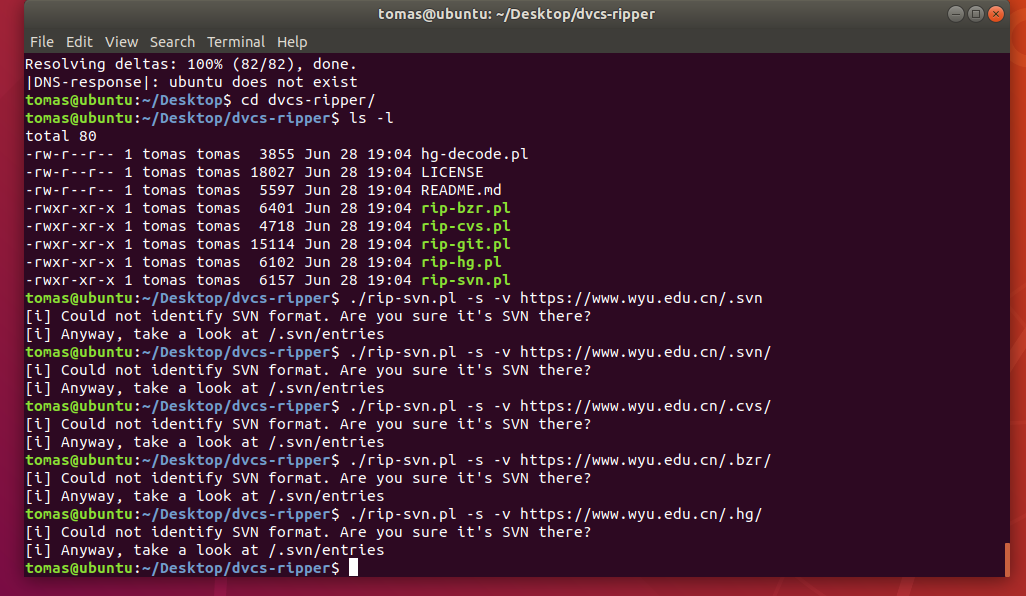 tomas@ubuntu: ~/Desktop/dvcs-ripper
File Edit View Search Terminal Help
Resolving deltas: 100% (82/82), done.
|DNS-response|: ubuntu does not exist
tomas@ubuntu:~/Desktop$ cd dvcs-ripper/
tomas@ubuntu:~/Desktop/dvcs-ripper$ ls -l
total 80
-rw-r--r-- 1 tomas tomas  3855 Jun 28 19:04 hg-decode.pl
-rw-r--r-- 1 tomas tomas 18027 Jun 28 19:04 LICENSE
-rw-r--r-- 1 tomas tomas  5597 Jun 28 19:04 README.md
-rwxr-xr-x 1 tomas tomas  6401 Jun 28 19:04 rip-bzr.pl
-rwxr-xr-x 1 tomas tomas  4718 Jun 28 19:04 rip-cvs.pl
-rwxr-xr-x 1 tomas tomas 15114 Jun 28 19:04 rip-git.pl
-rwxr-xr-x 1 tomas tomas  6102 Jun 28 19:04 rip-hg.pl
-rwxr-xr-x 1 tomas tomas  6157 Jun 28 19:04 rip-svn.pl
tomas@ubuntu:~/Desktop/dvcs-ripper$ ./rip-svn.pl -s -v https://www.wyu.edu.cn/.svn
[i] Could not identify SVN format. Are you sure it's SVN there?
[i] Anyway, take a look at /.svn/entries
tomas@ubuntu:~/Desktop/dvcs-ripper$ ./rip-svn.pl -s -v https://www.wyu.edu.cn/.svn/
[i] Could not identify SVN format. Are you sure it's SVN there?
[i] Anyway, take a look at /.svn/entries
tomas@ubuntu:~/Desktop/dvcs-ripper$ ./rip-svn.pl -s -v https://www.wyu.edu.cn/.cvs/
[i] Could not identify SVN format. Are you sure it's SVN there?
[i] Anyway, take a look at /.svn/entries
tomas@ubuntu:~/Desktop/dvcs-ripper$ ./rip-svn.pl -s -v https://www.wyu.edu.cn/.bzr/
[i] Could not identify SVN format. Are you sure it's SVN there?
[i] Anyway, take a look at /.svn/entries
tomas@ubuntu:~/Desktop/dvcs-ripper$ ./rip-svn.pl -s -v https://www.wyu.edu.cn/.hg/
[i] Could not identify SVN format. Are you sure it's SVN there?
[i] Anyway, take a look at /.svn/entries
tomas@ubuntu:~/Desktop/dvcs-ripper$